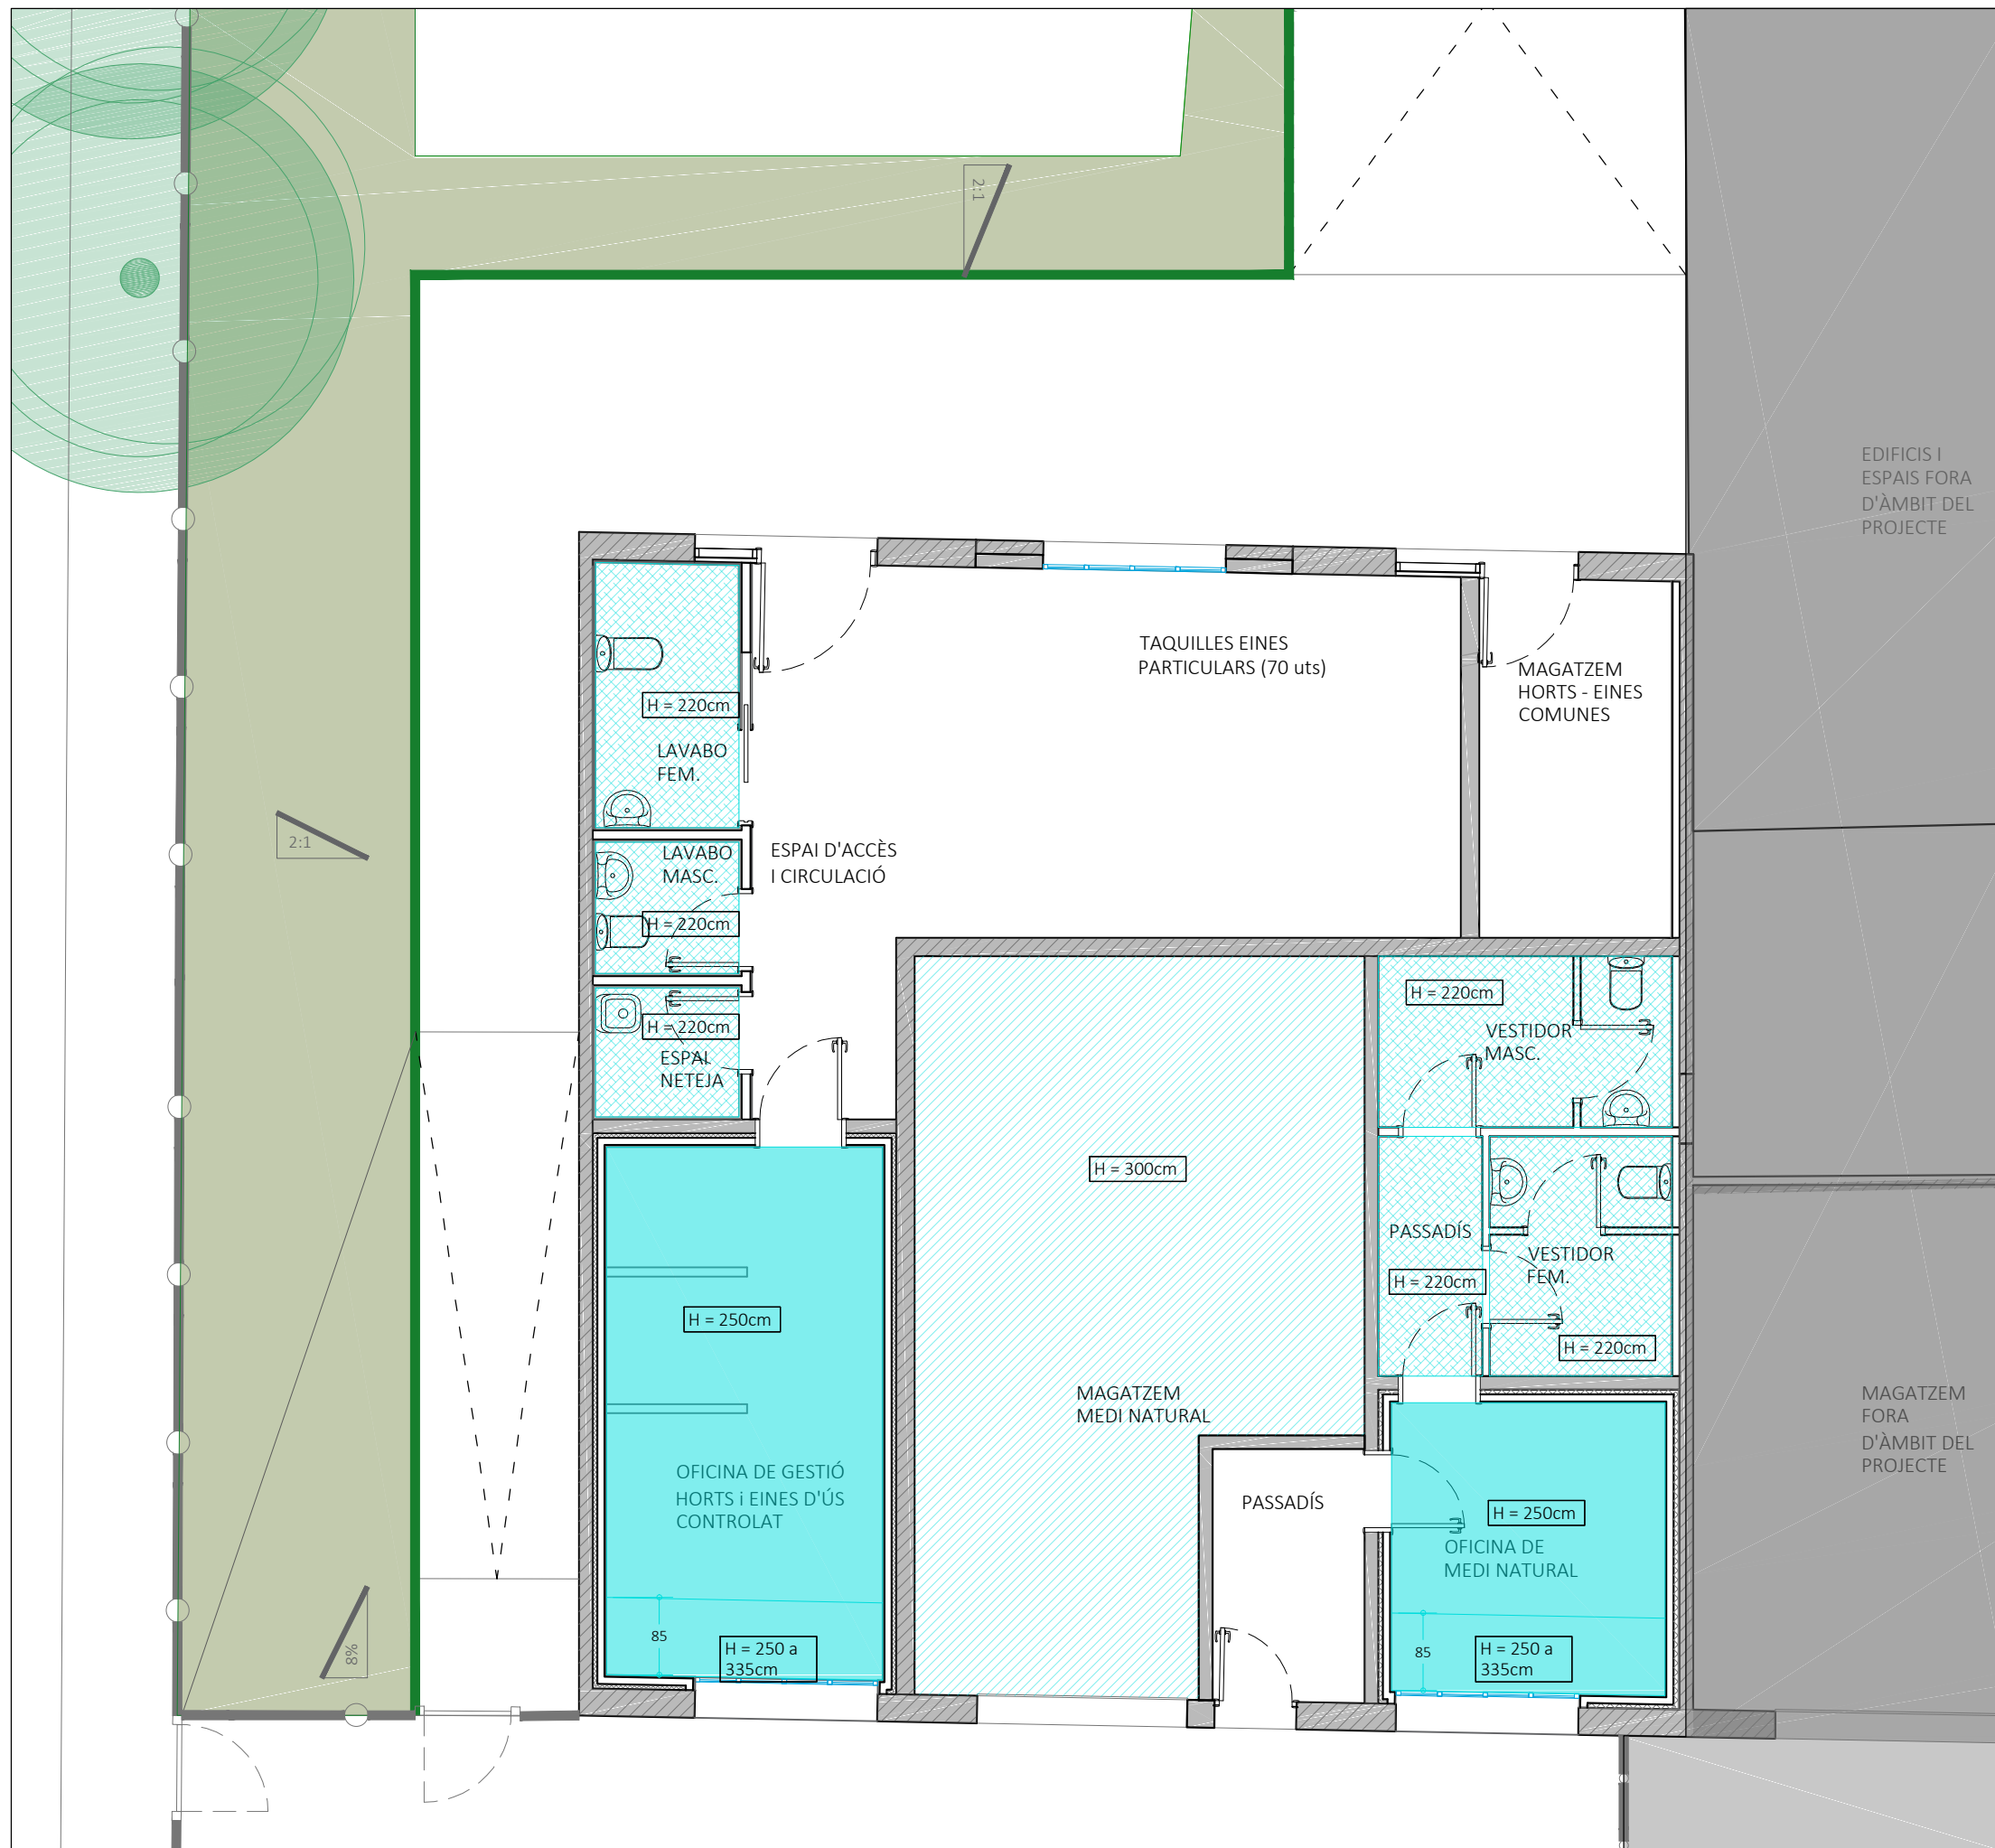 2:1
EDIFICIS I
ESPAIS FORA
D'ÀMBIT DEL
PROJECTE
TAQUILLES EINES
PARTICULARS (70 uts)
MAGATZEM
HORTS - EINES
COMUNES
H = 220cm
LAVABO
FEM.
2:1
LAVABO
MASC.
H = 220cm
ESPAI D'ACCÈS
I CIRCULACIÓ
H = 220cm
ESPAI
NETEJA
H = 220cm
VESTIDOR
MASC.
H = 300cm
PASSADÍS
H = 220cm
VESTIDOR
FEM.
H = 220cm
H = 250cm
MAGATZEM
MEDI NATURAL
MAGATZEM
FORA
D'ÀMBIT DEL
PROJECTE
OFICINA DE GESTIÓ
HORTS i EINES D'ÚS
CONTROLAT
PASSADÍS
H = 250cm
OFICINA DE
MEDI NATURAL
8%
85
H = 250 a
335cm
85
H = 250 a
335cm